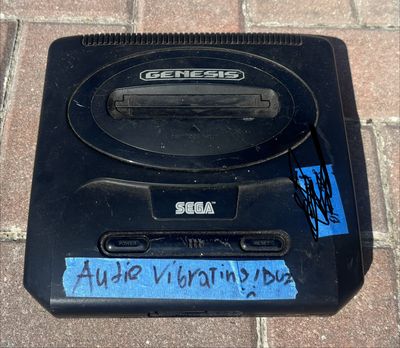 GENESIS
SEGA
POWER RESET
Audio Vibrating/Buz